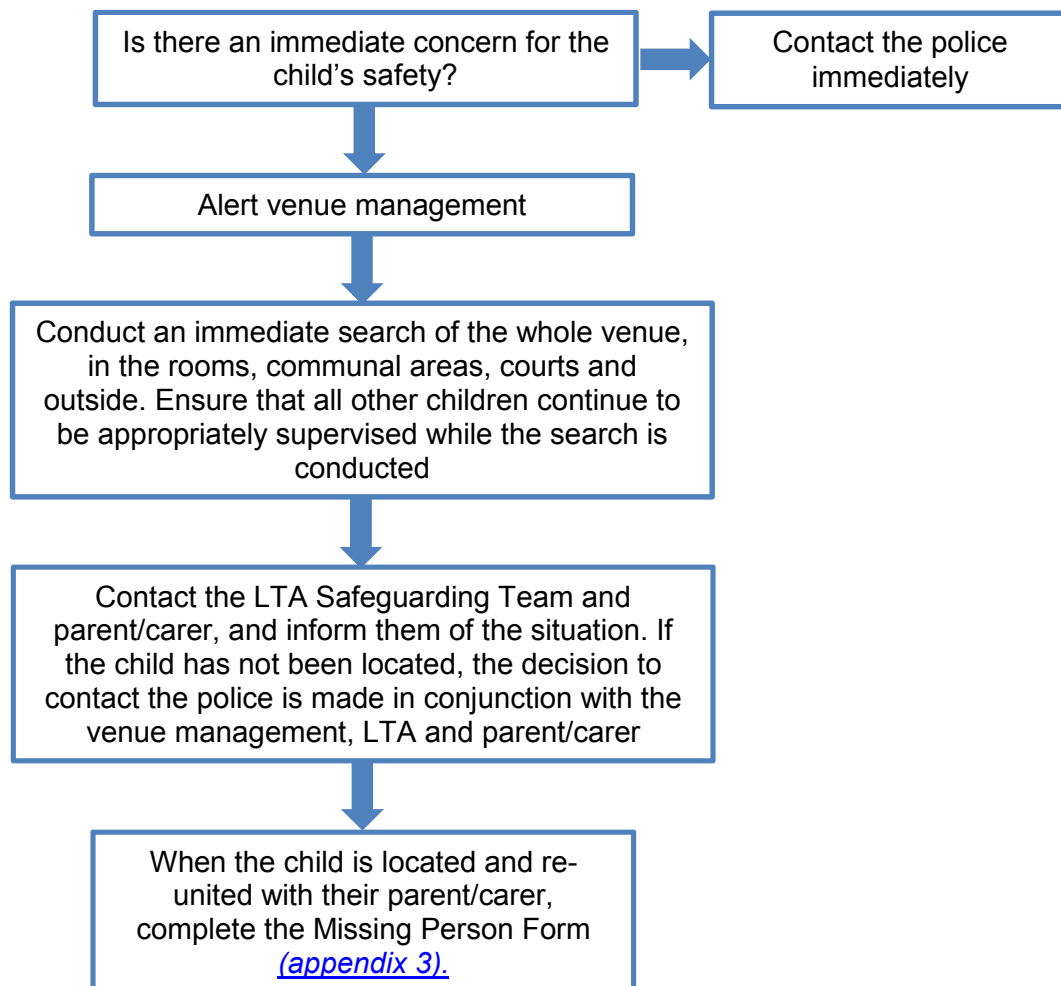 Is there an immediate concern for the
child’s safety?
Contact the police
immediately
Alert venue management
Conduct an immediate search of the whole venue,
in the rooms, communal areas, courts and
outside. Ensure that all other children continue to
be appropriately supervised while the search is
conducted
Contact the LTA Safeguarding Team and
parent/carer, and inform them of the situation. If
the child has not been located, the decision to
contact the police is made in conjunction with the
venue management, LTA and parent/carer
When the child is located and re-
united with their parent/carer,
complete the Missing Person Form
(appendix 3).